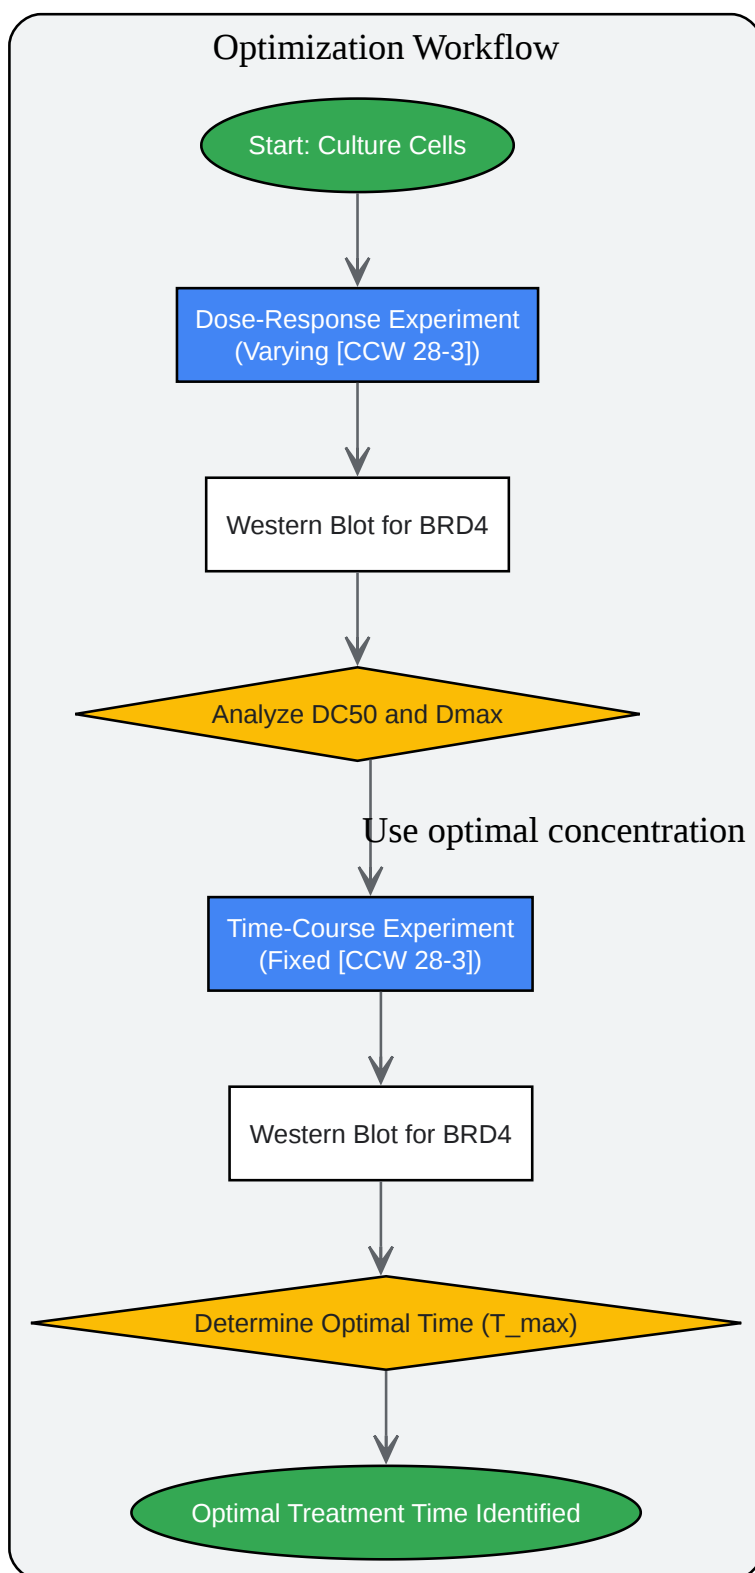 Optimization Workflow
Start: Culture Cells
Dose-Response Experiment
(Varying [CCW 28-3])
Western Blot for BRD4
Analyze DC50 and Dmax
Use optimal concentration
Time-Course Experiment
(Fixed [CCW 28-3])
Western Blot for BRD4
Determine Optimal Time (T_max)
Optimal Treatment Time Identified